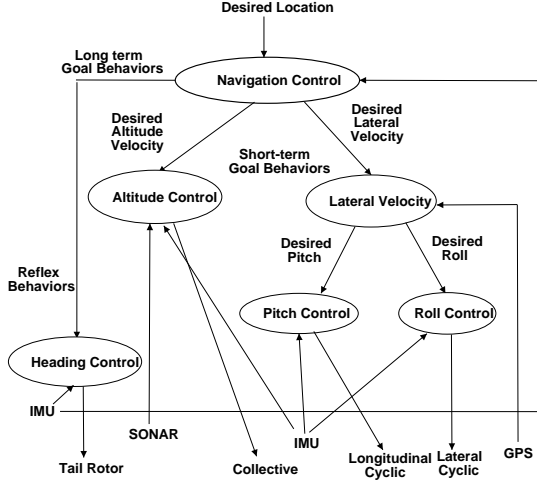 Desired Location
Long term
Goal Behaviors
Navigation Control
Desired
Altitude
Velocity
Desired
Lateral
Velocity
Short-term
Goal Behaviors
Altitude Control
Lateral Velocity
Desired
Pitch
Desired
Roll
Reflex
Behaviors
Pitch Control
Roll Control
Heading Control
IMU
SONAR
IMU
GPS
Tail Rotor
Collective
Longitudinal
Cyclic
Lateral
Cyclic